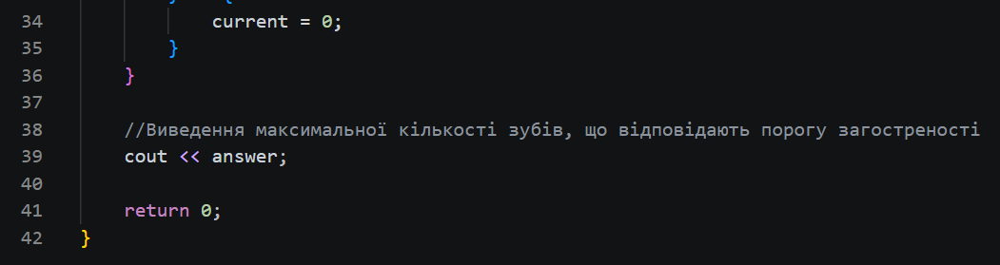 {
34 current = 0;
35 }
36 }
37
38 //Виведення максимальної кількості зубів, що відповідають порогу загостреності
39 cout << answer;
40
41 return 0;
42 }